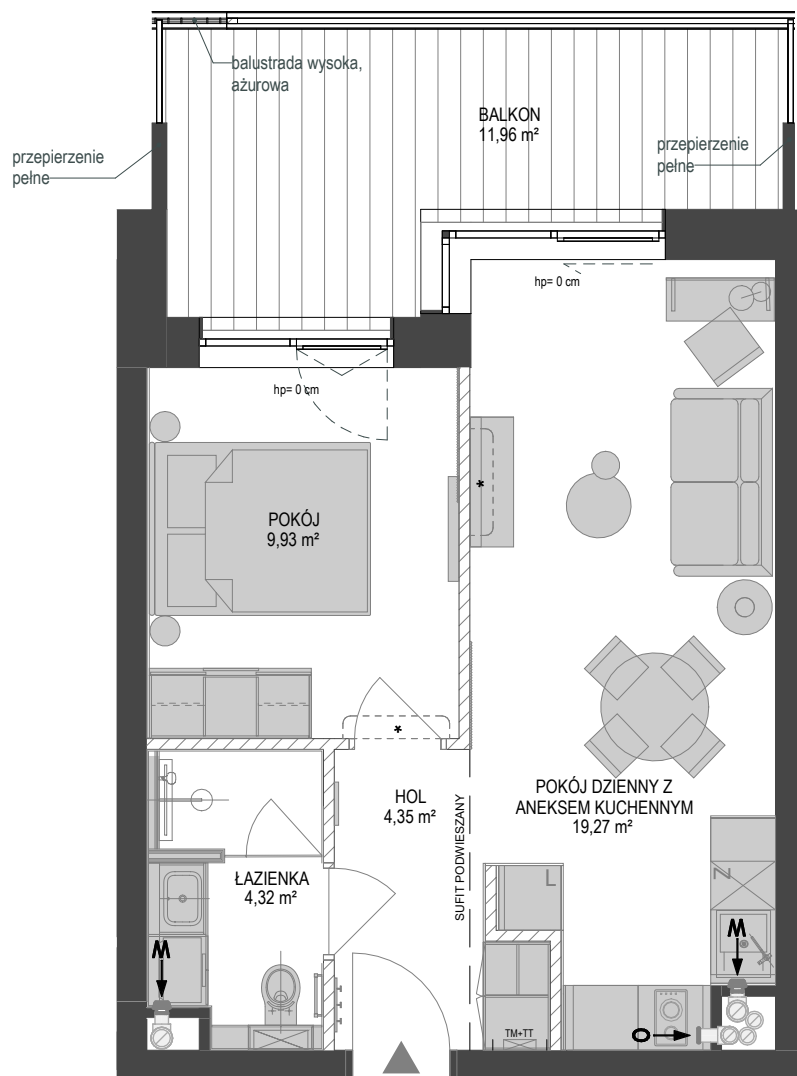 balustrada wysoka,
ażurowa
BALKON
11,96 m²
przepierzenie
pełne
przepierzenie
pełne
hp= 0 cm
hp= 0 cm
*
POKÓJ
9,93 m²
*
HOL
4,35 m²
SUFIT PODWIESZANY
POKÓJ DZIENNY Z
ANEKSEM KUCHENNYM
19,27 m²
ŁAZIENKA
4,32 m²
L
Z
M
M
O
TM+TT